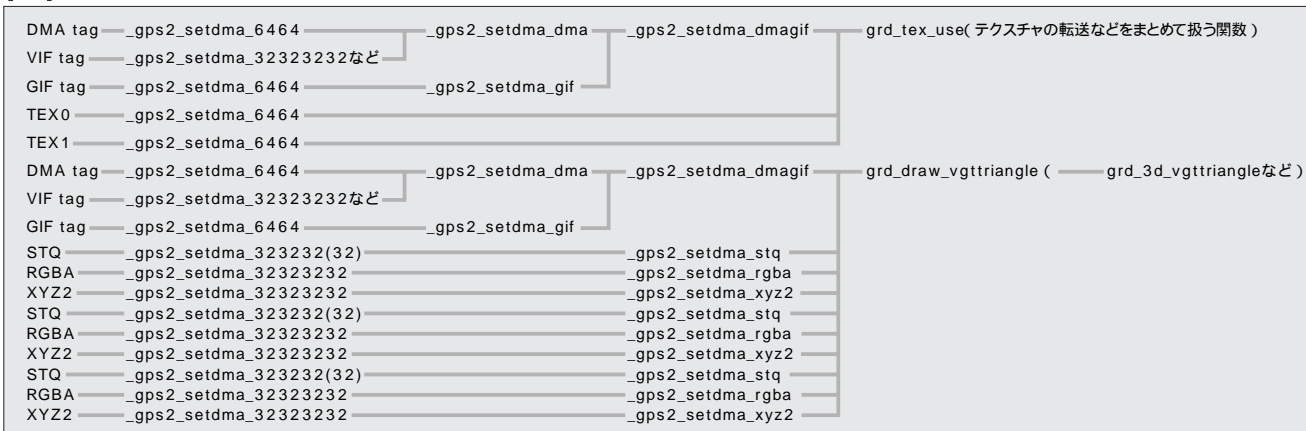 DMA tag _gps2_setdma_6464 _gps2_setdma_dma _gps2_setdma_dmagif grd_tex_use(テクスチャの転送などをまとめて扱う関数)
VIF tag _gps2_setdma_32323232など
GIF tag _gps2_setdma_6464 _gps2_setdma_gif
TEX0 _gps2_setdma_6464
TEX1 _gps2_setdma_6464
DMA tag _gps2_setdma_6464 _gps2_setdma_dma _gps2_setdma_dmagif grd_draw_vgttriangle ( grd_3d_vgttriangleなど)
VIF tag _gps2_setdma_32323232など
GIF tag _gps2_setdma_6464 _gps2_setdma_gif
STQ _gps2_setdma_323232(32) _gps2_setdma_stq
RGBA _gps2_setdma_32323232 _gps2_setdma_rgba
XYZ2 _gps2_setdma_32323232 _gps2_setdma_xyz2
STQ _gps2_setdma_323232(32) _gps2_setdma_stq
RGBA _gps2_setdma_32323232 _gps2_setdma_rgba
XYZ2 _gps2_setdma_32323232 _gps2_setdma_xyz2
STQ _gps2_setdma_323232(32) _gps2_setdma_stq
RGBA _gps2_setdma_32323232 _gps2_setdma_rgba
XYZ2 _gps2_setdma_32323232 _gps2_setdma_xyz2